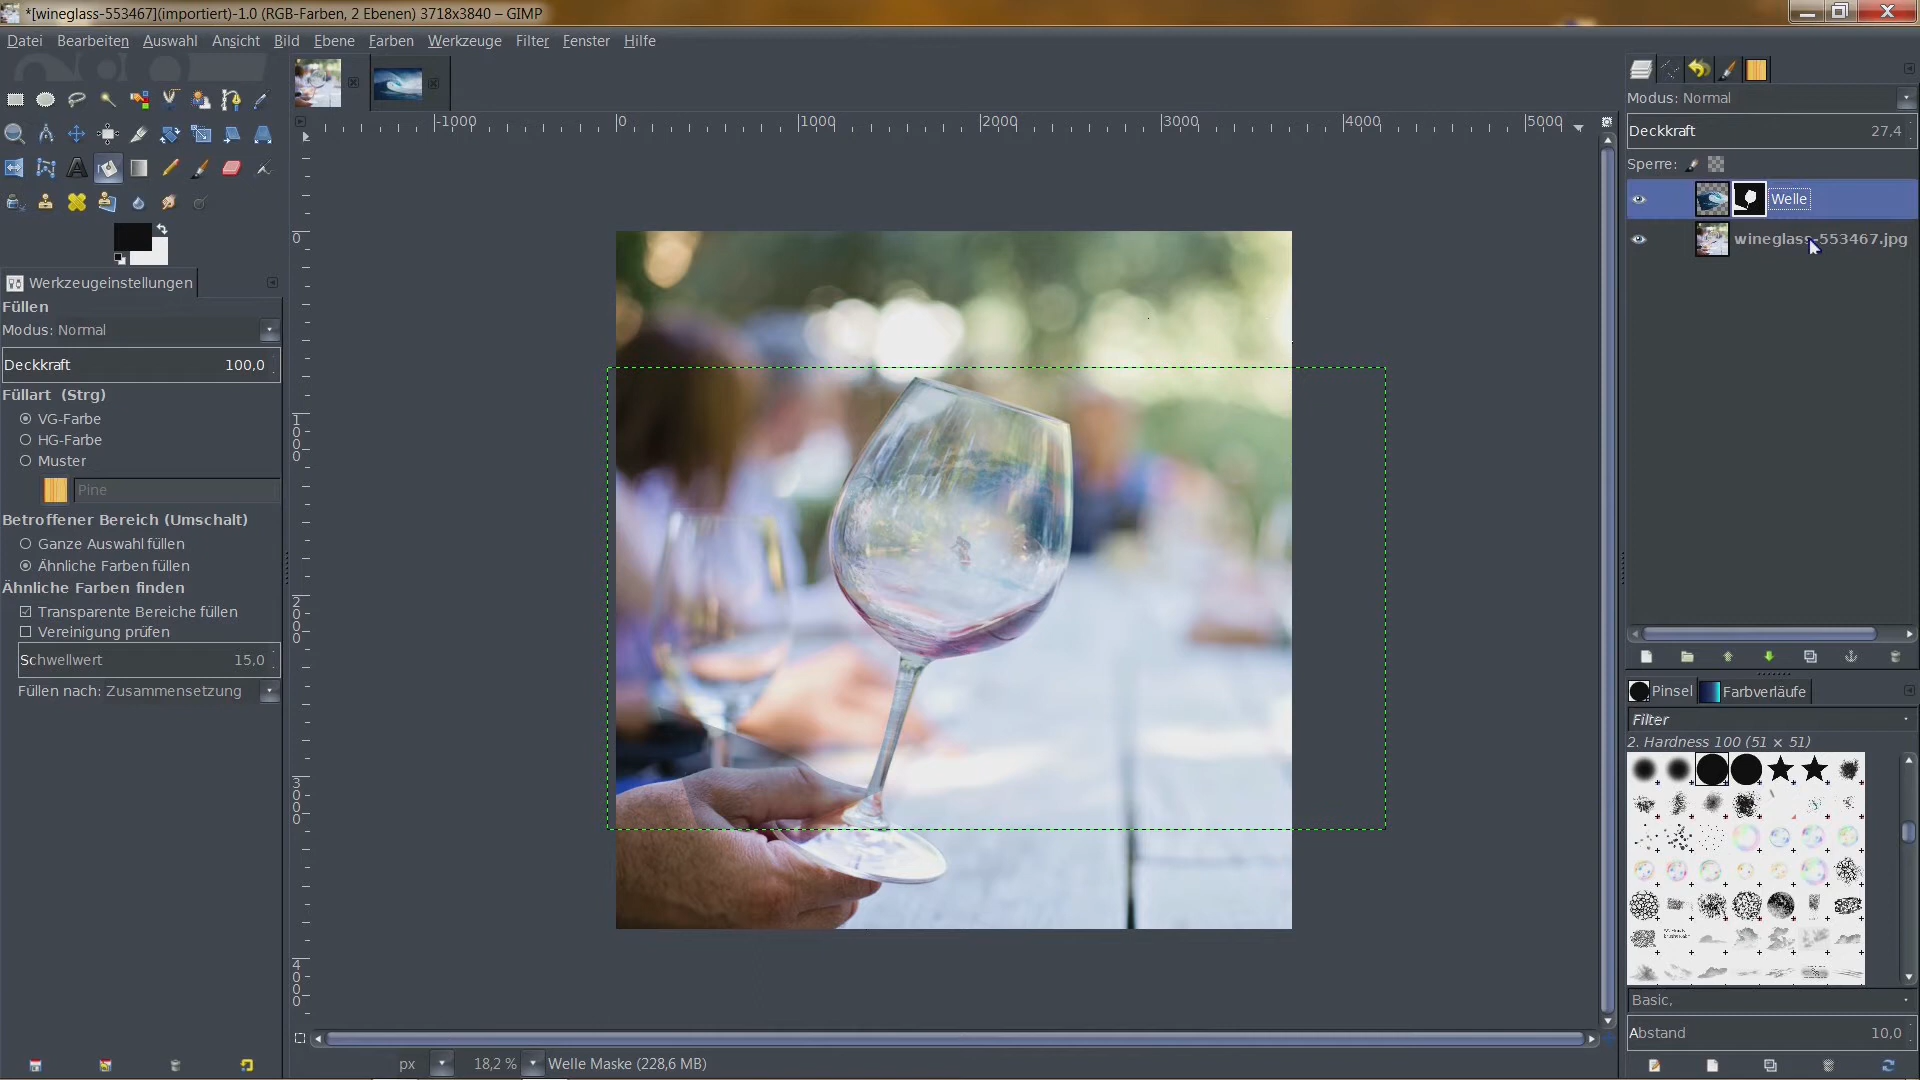 *[wineglass-553467](importiert)-1.0 (RGB-Farben, 2 Ebenen) 3718x3840 – GIMP
Datei Bearbeiten Auswahl Ansicht Bild Ebene Farben Werkzeuge Filter Fenster Hilfe
Modus: Normal
Deckkraft 27,4
Sperre:
Welle
wineglass-553467.jpg
-1000 0 1000 2000 3000 4000 5000
0
1000
2000
3000
4000
Werkzeugeinstellungen
Füllen
Modus: Normal
Deckkraft 100,0
Füllart (Strg)
VG-Farbe
HG-Farbe
Muster
Pine
Betroffener Bereich (Umschalt)
Ganze Auswahl füllen
Ähnliche Farben füllen
Ähnliche Farben finden
Transparente Bereiche füllen
Vereinigung prüfen
Schwellwert 15,0
Füllen nach: Zusammensetzung
Pinsel Farbverläufe
Filter
2. Hardness 100 (51 × 51)
Basic,
Abstand 10,0
px 18,2 % Welle Maske (228,6 MB)